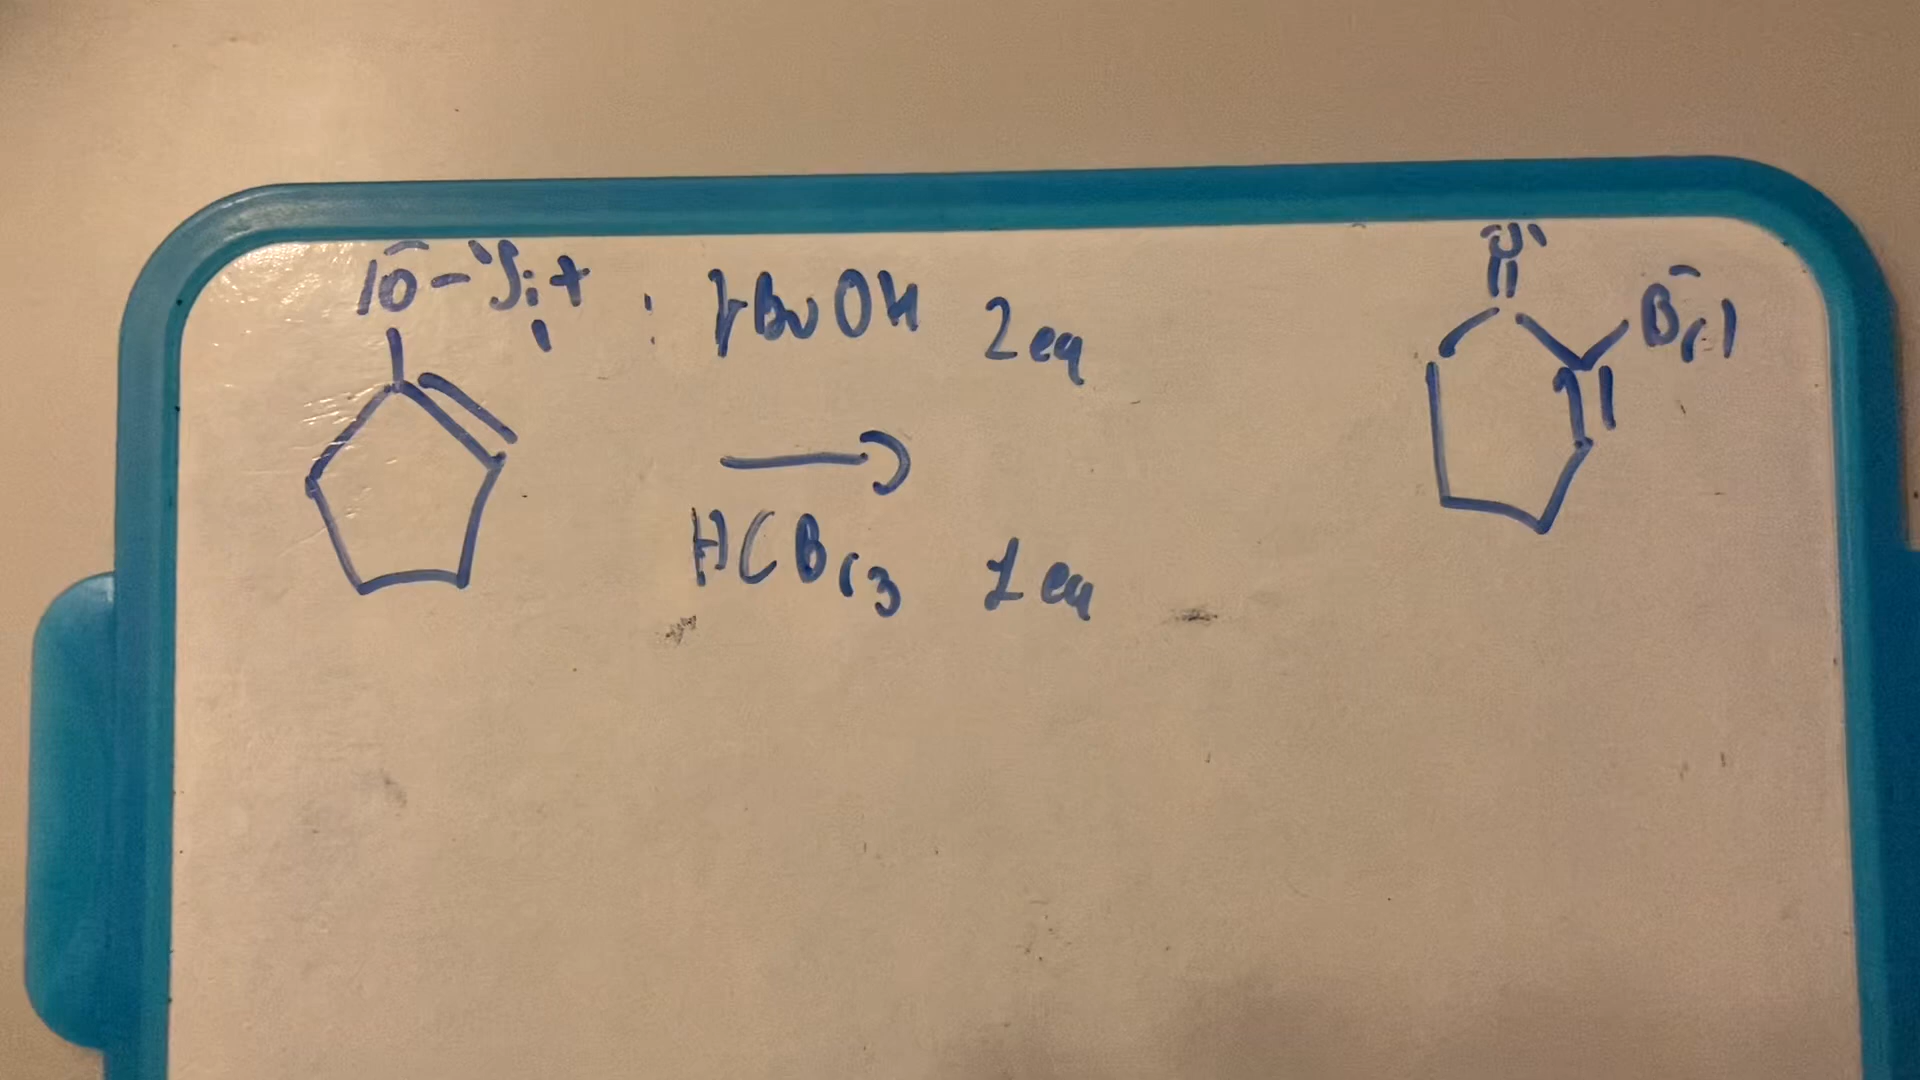 O-Si
tBuOH 2eq
HCBr3 1eq
O
Br